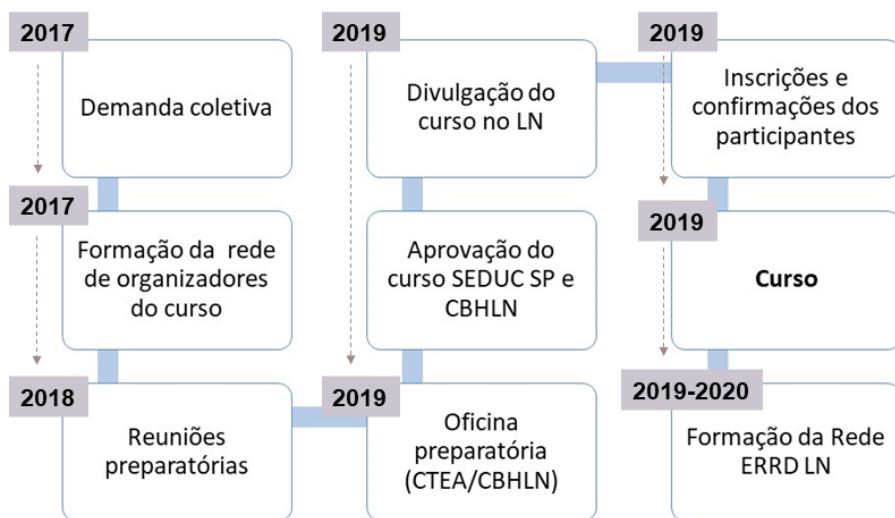 2017
Demanda coletiva
2017
Formação da rede
de organizadores
do curso
2018
Reuniões
preparatórias
2019
Oficina
preparatória
(CTEA/CBHLN)
Aprovação do
curso SEDUC SP e
CBHLN
2019
Divulgação do
curso no LN
2019
Inscrições e
confirmações dos
participantes
2019
Curso
2019-2020
Formação da Rede
ERRD LN